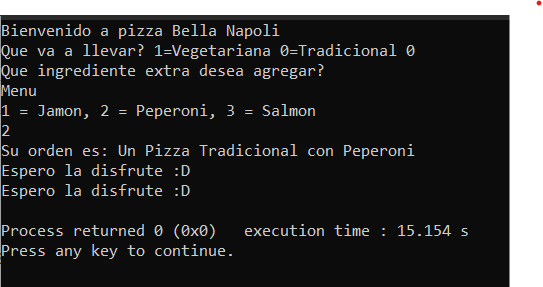 Bienvenido a pizza Bella Napoli
Que va a llevar? 1=Vegetariana 0=Tradicional 0
Que ingrediente extra desea agregar?
Menu
1 = Jamon, 2 = Peperoni, 3 = Salmon
2
Su orden es: Un Pizza Tradicional con Peperoni
Espero la disfrute :D
Espero la disfrute :D
Process returned 0 (0x0)   execution time : 15.154 s
Press any key to continue.